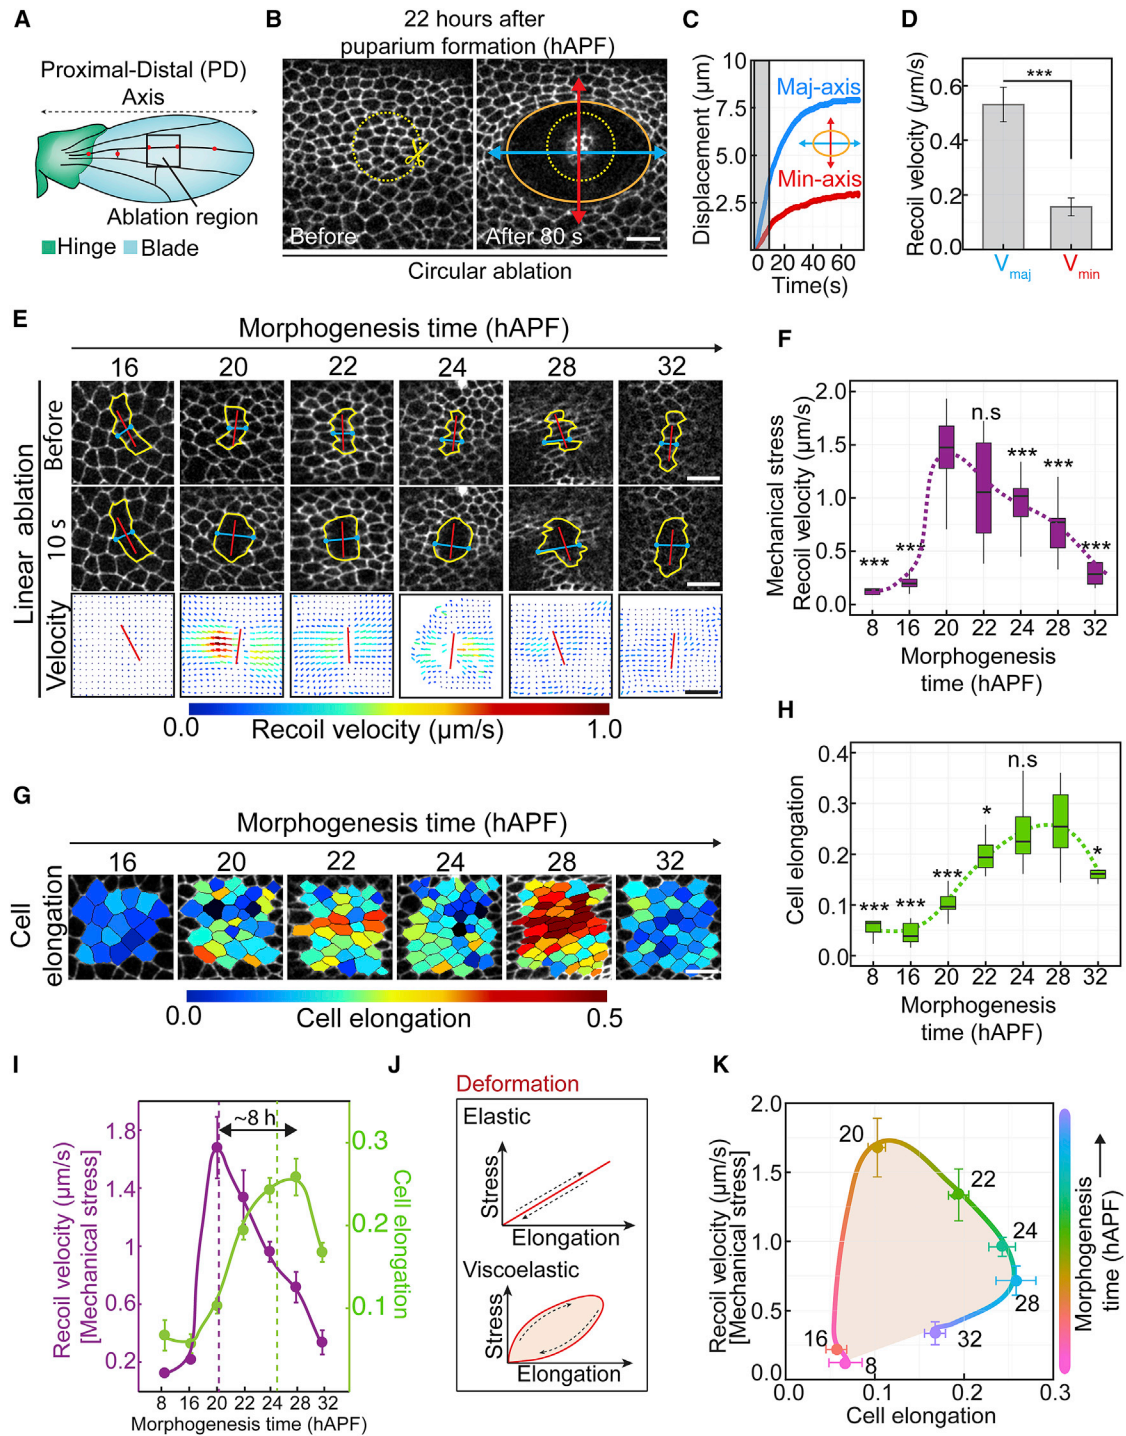 A
Proximal-Distal (PD)
Axis
Ablation region
Hinge
Blade
B
22 hours after
puparium formation (hAPF)
Before
After 80 s
Circular ablation
C
Displacement (µm)
10
7.5
5.0
2.5
Maj-axis
Min-axis
0 20 40 60
Time(s)
D
Recoil velocity (µm/s)
0.6
0.4
0.2
0.0
***
Vmaj
Vmin
E
Morphogenesis time (hAPF)
16 20 22 24 28 32
Linear ablation
Before
10 s
Velocity
0.0
Recoil velocity (µm/s)
1.0
F
Mechanical stress
Recoil velocity (µm/s)
2.0
1.5
1.0
0.5
0.0
***
***
n.s
***
***
***
8 16 20 22 24 28 32
Morphogenesis
time (hAPF)
G
Morphogenesis time (hAPF)
16 20 22 24 28 32
Cell
elongation
0.0
Cell elongation
0.5
H
Cell elongation
0.4
0.3
0.2
0.1
0.0
***
***
***
*
n.s
*
8 16 20 22 24 28 32
Morphogenesis
time (hAPF)
I
Recoil velocity (µm/s)
[Mechanical stress]
1.8
1.4
1
0.6
0.2
~8 h
0.3
0.2
0.1
Cell elongation
8 16 20 22 24 28 32
Morphogenesis time (hAPF)
J
Deformation
Elastic
Stress
Elongation
Viscoelastic
Stress
Elongation
K
Recoil velocity (µm/s)
[Mechanical stress]
2.0
1.5
1.0
0.5
0.0
20
22
24
28
32
16
8
0.0 0.1 0.2 0.3
Cell elongation
Morphogenesis
time (hAPF)